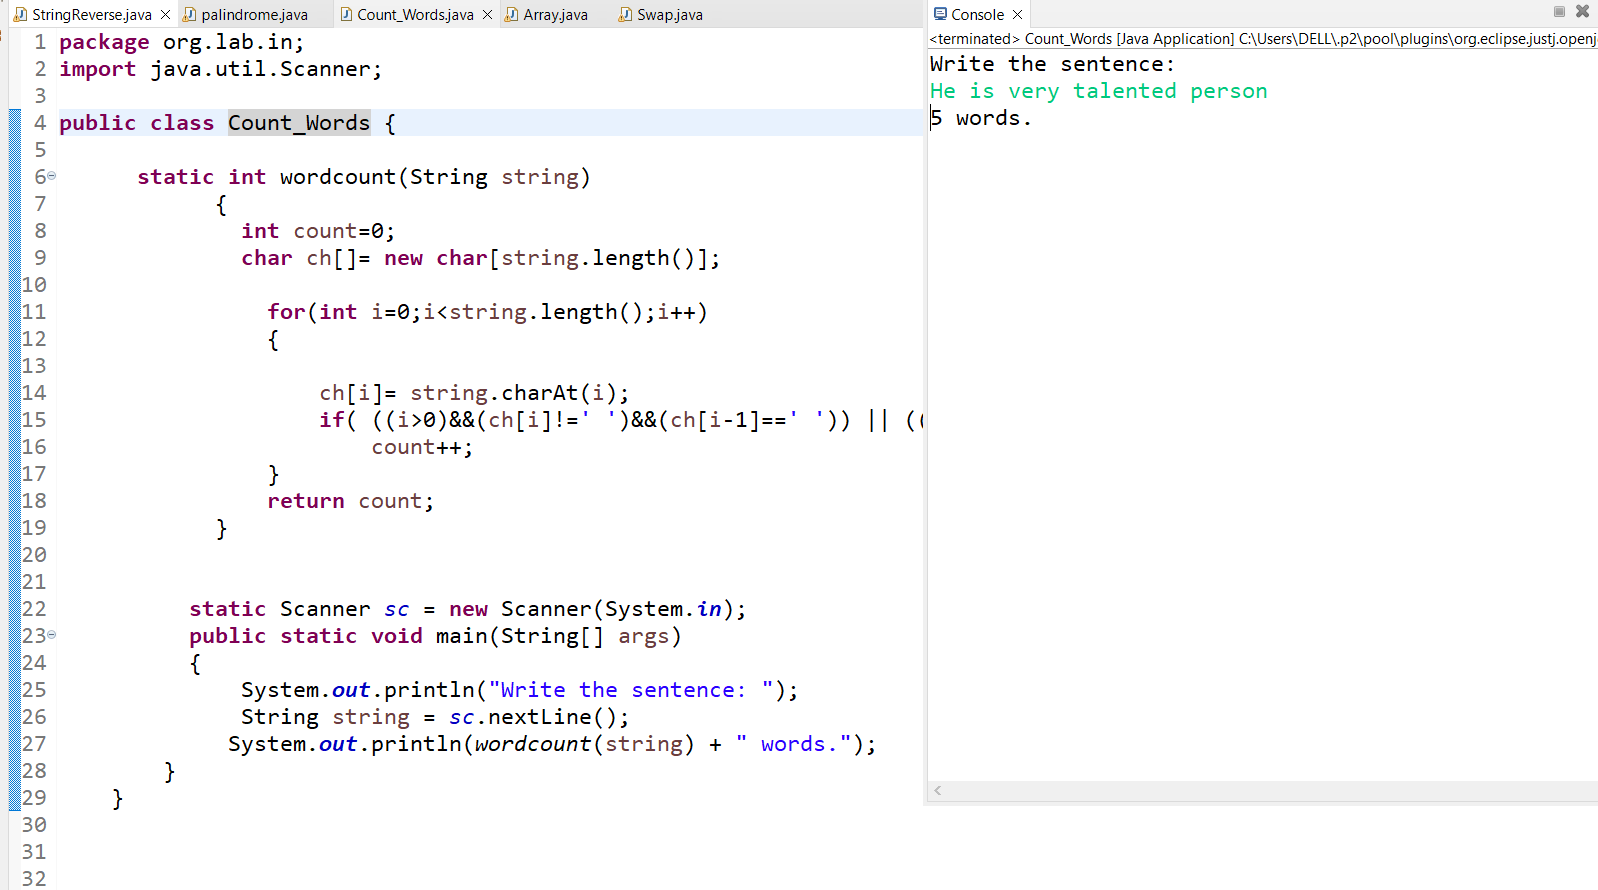 StringReverse.java palindrome.java Count_Words.java Array.java Swap.java
1 package org.lab.in;
2 import java.util.Scanner;
3
4 public class Count_Words {
5
6 static int wordcount(String string)
7 {
8 int count=0;
9 char ch[]= new char[string.length()];
10
11 for(int i=0;i<string.length();i++)
12 {
13
14 ch[i]= string.charAt(i);
15 if( ((i>0)&&(ch[i]!=' ')&&(ch[i-1]==' ')) || ((
16 count++;
17 }
18 return count;
19 }
20
21
22 static Scanner sc = new Scanner(System.in);
23 public static void main(String[] args)
24 {
25 System.out.println("Write the sentence: ");
26 String string = sc.nextLine();
27 System.out.println(wordcount(string) + " words.");
28 }
29 }
30
31
32
Console
<terminated> Count_Words [Java Application] C:\Users\DELL\.p2\pool\plugins\org.eclipse.justj.openj
Write the sentence:
He is very talented person
5 words.